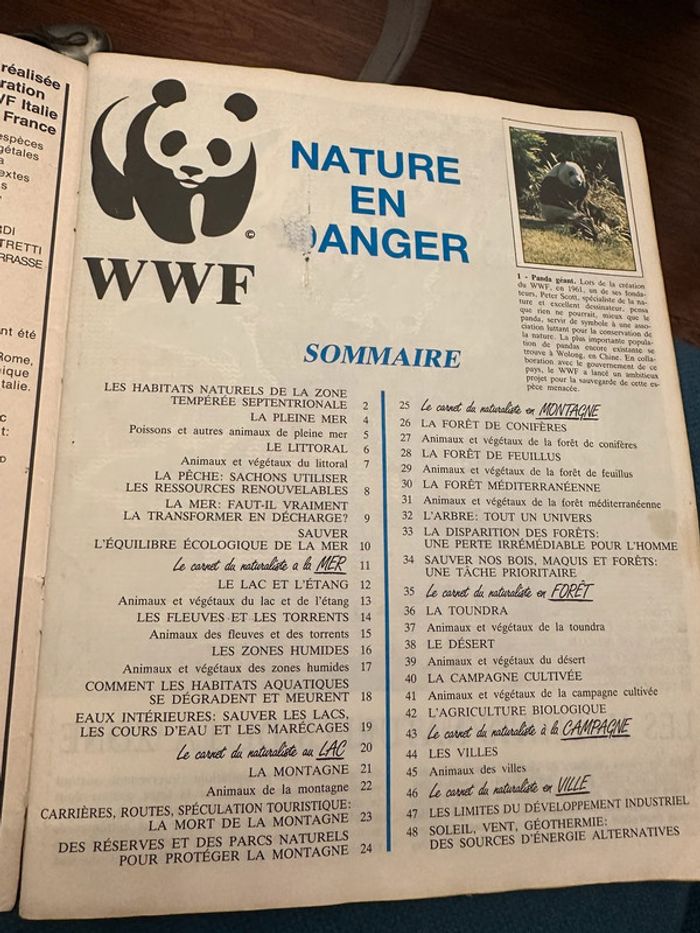 réalisée
ration
VF Italie
France
espèces
gétales
a
extes
s
RDI
TRETTI
RRASSE
nt été
Rome,
ique
talie.
c
t:
D
©
WWF
NATURE
EN
DANGER
1 - Panda géant. Lors de la création
du WWF, en 1961, un de ses fonda-
teurs, Peter Scott, spécialiste de la na-
ture et excellent dessinateur, pensa
que rien ne pourrait, mieux que le
panda, servir de symbole à une asso-
ciation luttant pour la conservation de
la nature. La plus importante popula-
tion de pandas encore existante se
trouve à Wolong, en Chine. En colla-
boration avec le gouvernement de ce
pays, le WWF a lancé un ambitieux
projet pour la sauvegarde de cette es-
pèce menacée.
SOMMAIRE
LES HABITATS NATURELS DE LA ZONE
TEMPÉRÉE SEPTENTRIONALE 2
LA PLEINE MER 4
Poissons et autres animaux de pleine mer 5
LE LITTORAL 6
Animaux et végétaux du littoral 7
LA PÊCHE: SACHONS UTILISER
LES RESSOURCES RENOUVELABLES 8
LA MER: FAUT-IL VRAIMENT
LA TRANSFORMER EN DÉCHARGE? 9
SAUVER
L'ÉQUILIBRE ÉCOLOGIQUE DE LA MER 10
Le carnet du naturaliste a la MER 11
LE LAC ET L'ÉTANG 12
Animaux et végétaux du lac et de l'étang 13
LES FLEUVES ET LES TORRENTS 14
Animaux des fleuves et des torrents 15
LES ZONES HUMIDES 16
Animaux et végétaux des zones humides 17
COMMENT LES HABITATS AQUATIQUES
SE DÉGRADENT ET MEURENT 18
EAUX INTÉRIEURES: SAUVER LES LACS,
LES COURS D'EAU ET LES MARÉCAGES 19
Le carnet du naturaliste au LAC 20
LA MONTAGNE 21
Animaux de la montagne 22
CARRIÈRES, ROUTES, SPÉCULATION TOURISTIQUE:
LA MORT DE LA MONTAGNE 23
DES RÉSERVES ET DES PARCS NATURELS
POUR PROTÉGER LA MONTAGNE 24
25 Le carnet du naturaliste en MONTAGNE
26 LA FORÊT DE CONIFÈRES
27 Animaux et végétaux de la forêt de conifères
28 LA FORÊT DE FEUILLUS
29 Animaux et végétaux de la forêt de feuillus
30 LA FORÊT MÉDITERRANÉENNE
31 Animaux et végétaux de la forêt méditerranéenne
32 L'ARBRE: TOUT UN UNIVERS
33 LA DISPARITION DES FORÊTS:
UNE PERTE IRRÉMÉDIABLE POUR L'HOMME
34 SAUVER NOS BOIS, MAQUIS ET FORÊTS:
UNE TÂCHE PRIORITAIRE
35 Le carnet du naturaliste en FORÊT
36 LA TOUNDRA
37 Animaux et végétaux de la toundra
38 LE DÉSERT
39 Animaux et végétaux du désert
40 LA CAMPAGNE CULTIVÉE
41 Animaux et végétaux de la campagne cultivée
42 L'AGRICULTURE BIOLOGIQUE
43 Le carnet du naturaliste à la CAMPAGNE
44 LES VILLES
45 Animaux des villes
46 Le carnet du naturaliste en VILLE
47 LES LIMITES DU DÉVELOPPEMENT INDUSTRIEL
48 SOLEIL, VENT, GÉOTHERMIE:
DES SOURCES D'ÉNERGIE ALTERNATIVES